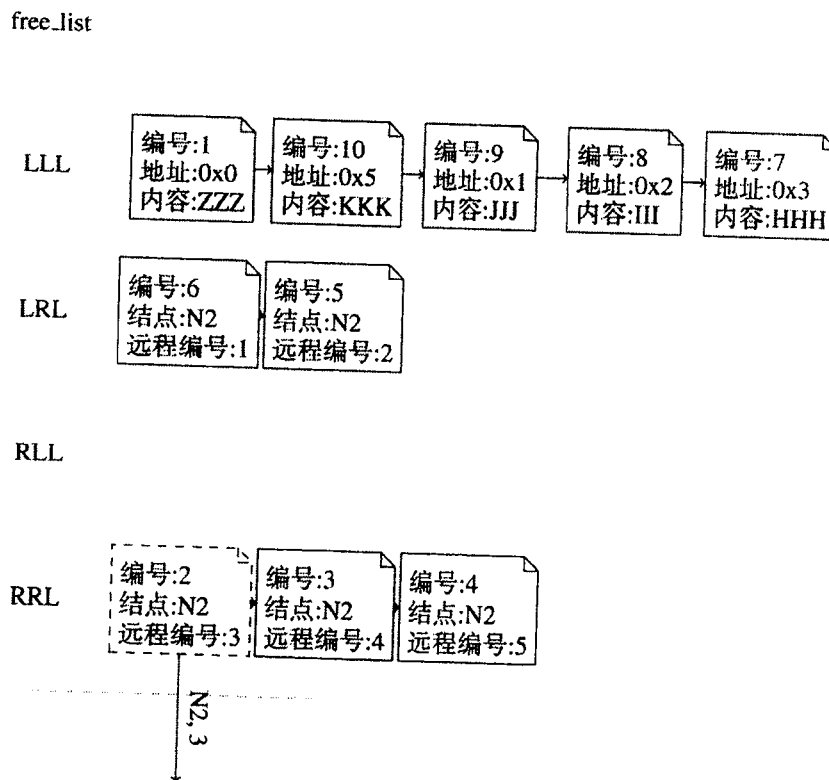 free_list
LLL
编号:1
地址:0x0
内容:ZZZ
编号:10
地址:0x5
内容:KKK
编号:9
地址:0x1
内容:JJJ
编号:8
地址:0x2
内容:III
编号:7
地址:0x3
内容:HHH
LRL
编号:6
结点:N2
远程编号:1
编号:5
结点:N2
远程编号:2
RLL
RRL
编号:2
结点:N2
远程编号:3
编号:3
结点:N2
远程编号:4
编号:4
结点:N2
远程编号:5
N2, 3